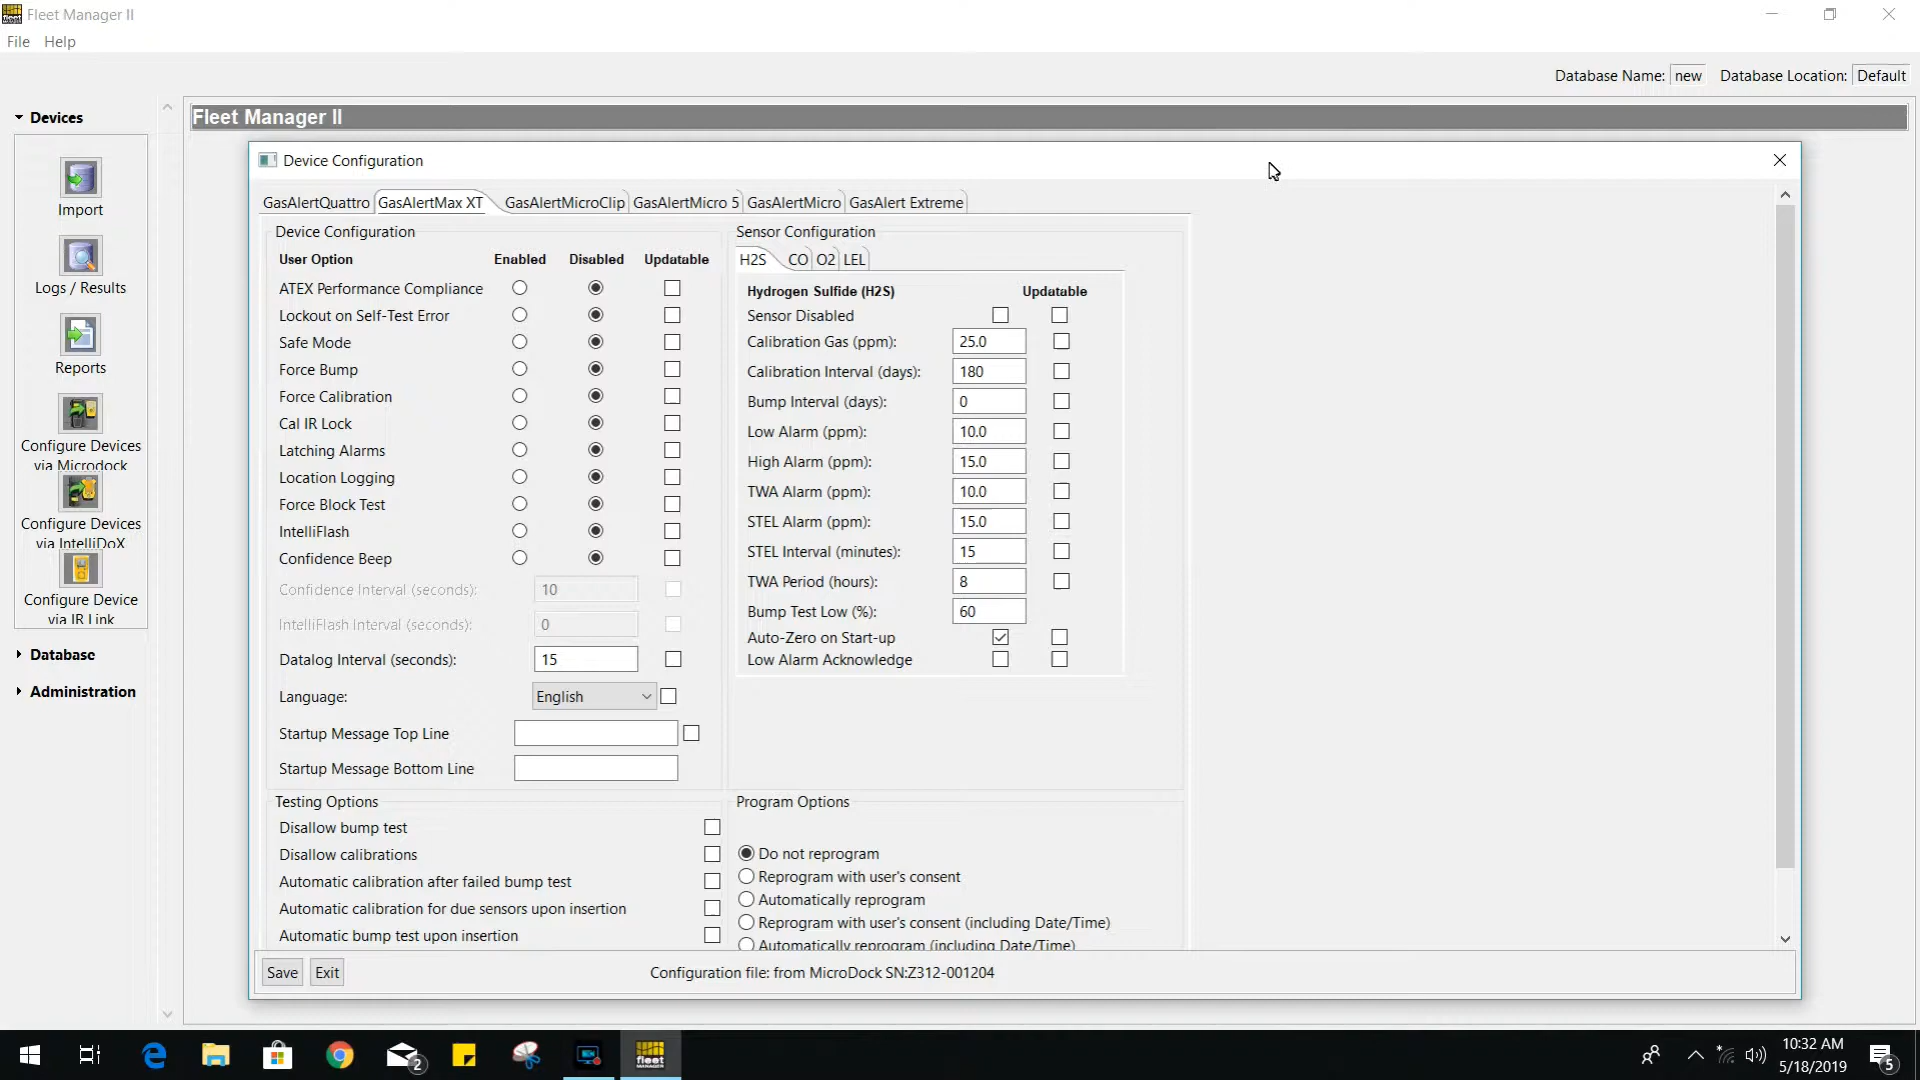 Fleet Manager II
File Help
Database Name: new Database Location: Default
Devices
Import
Logs / Results
Reports
Configure Devices
via Microdock
Configure Devices
via IntelliDoX
Configure Device
via IR Link
Database
Administration
Fleet Manager II
Device Configuration
GasAlertQuattro GasAlertMax XT GasAlertMicroClip GasAlertMicro 5 GasAlertMicro GasAlert Extreme
Device Configuration
User Option Enabled Disabled Updatable
ATEX Performance Compliance
Lockout on Self-Test Error
Safe Mode
Force Bump
Force Calibration
Cal IR Lock
Latching Alarms
Location Logging
Force Block Test
IntelliFlash
Confidence Beep
Confidence Interval (seconds): 10
IntelliFlash Interval (seconds): 0
Datalog Interval (seconds): 15
Language: English
Startup Message Top Line
Startup Message Bottom Line
Sensor Configuration
H2S CO O2 LEL
Hydrogen Sulfide (H2S) Updatable
Sensor Disabled
Calibration Gas (ppm): 25.0
Calibration Interval (days): 180
Bump Interval (days): 0
Low Alarm (ppm): 10.0
High Alarm (ppm): 15.0
TWA Alarm (ppm): 10.0
STEL Alarm (ppm): 15.0
STEL Interval (minutes): 15
TWA Period (hours): 8
Bump Test Low (%): 60
Auto-Zero on Start-up
Low Alarm Acknowledge
Testing Options
Disallow bump test
Disallow calibrations
Automatic calibration after failed bump test
Automatic calibration for due sensors upon insertion
Automatic bump test upon insertion
Program Options
Do not reprogram
Reprogram with user's consent
Automatically reprogram
Reprogram with user's consent (including Date/Time)
Automatically reprogram (including Date/Time)
Save Exit Configuration file: from MicroDock SN:Z312-001204
2
fleet
MANAGER
10:32 AM
5/18/2019
5